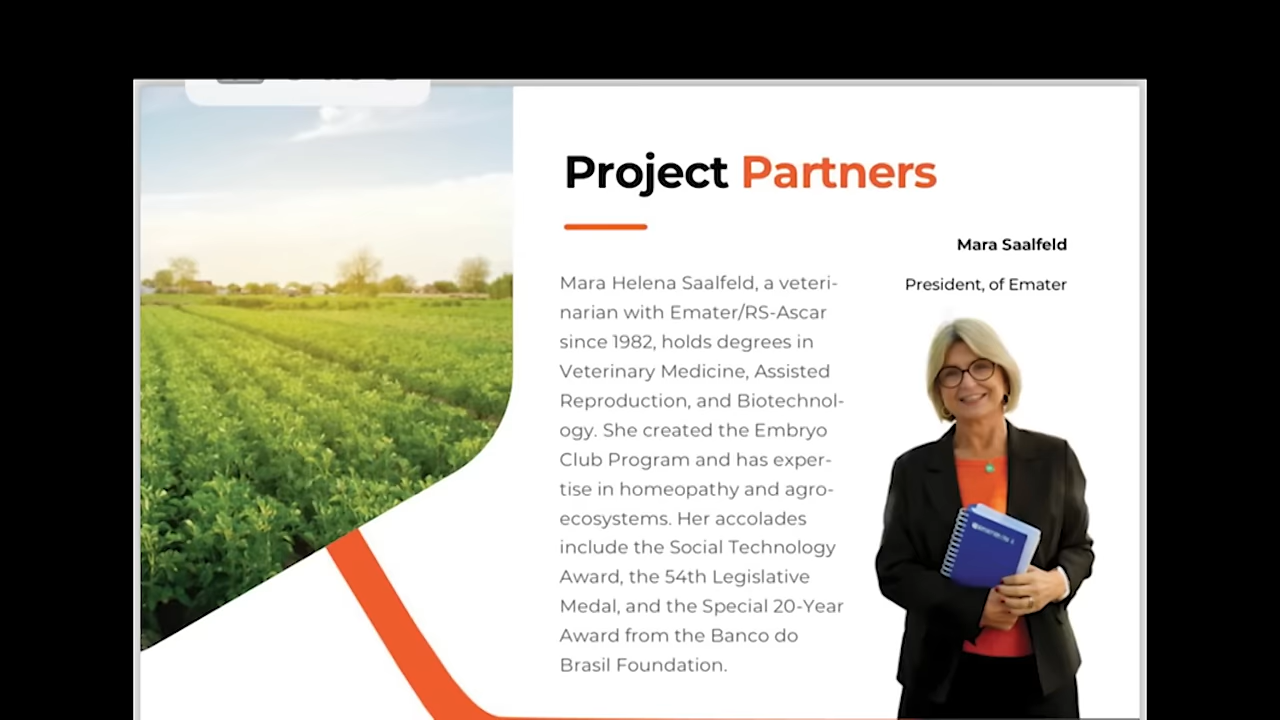 Project Partners
Mara Saalfeld
President, of Emater
Mara Helena Saalfeld, a veteri-
narian with Emater/RS-Ascar
since 1982, holds degrees in
Veterinary Medicine, Assisted
Reproduction, and Biotechnol-
ogy. She created the Embryo
Club Program and has exper-
tise in homeopathy and agro-
ecosystems. Her accolades
include the Social Technology
Award, the 54th Legislative
Medal, and the Special 20-Year
Award from the Banco do
Brasil Foundation.